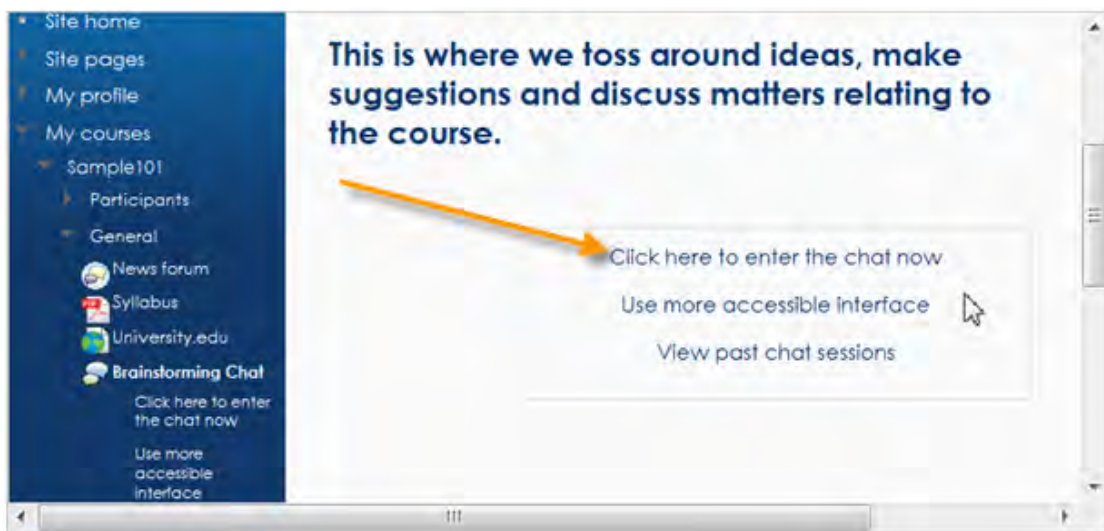 Site home
Site pages
My profile
My courses
Sample101
Participants
General
News forum
Syllabus
University.edu
Brainstorming Chat
Click here to enter
the chat now
Use more
accessible
interface
This is where we toss around ideas, make
suggestions and discuss matters relating to
the course.
Click here to enter the chat now
Use more accessible interface
View past chat sessions